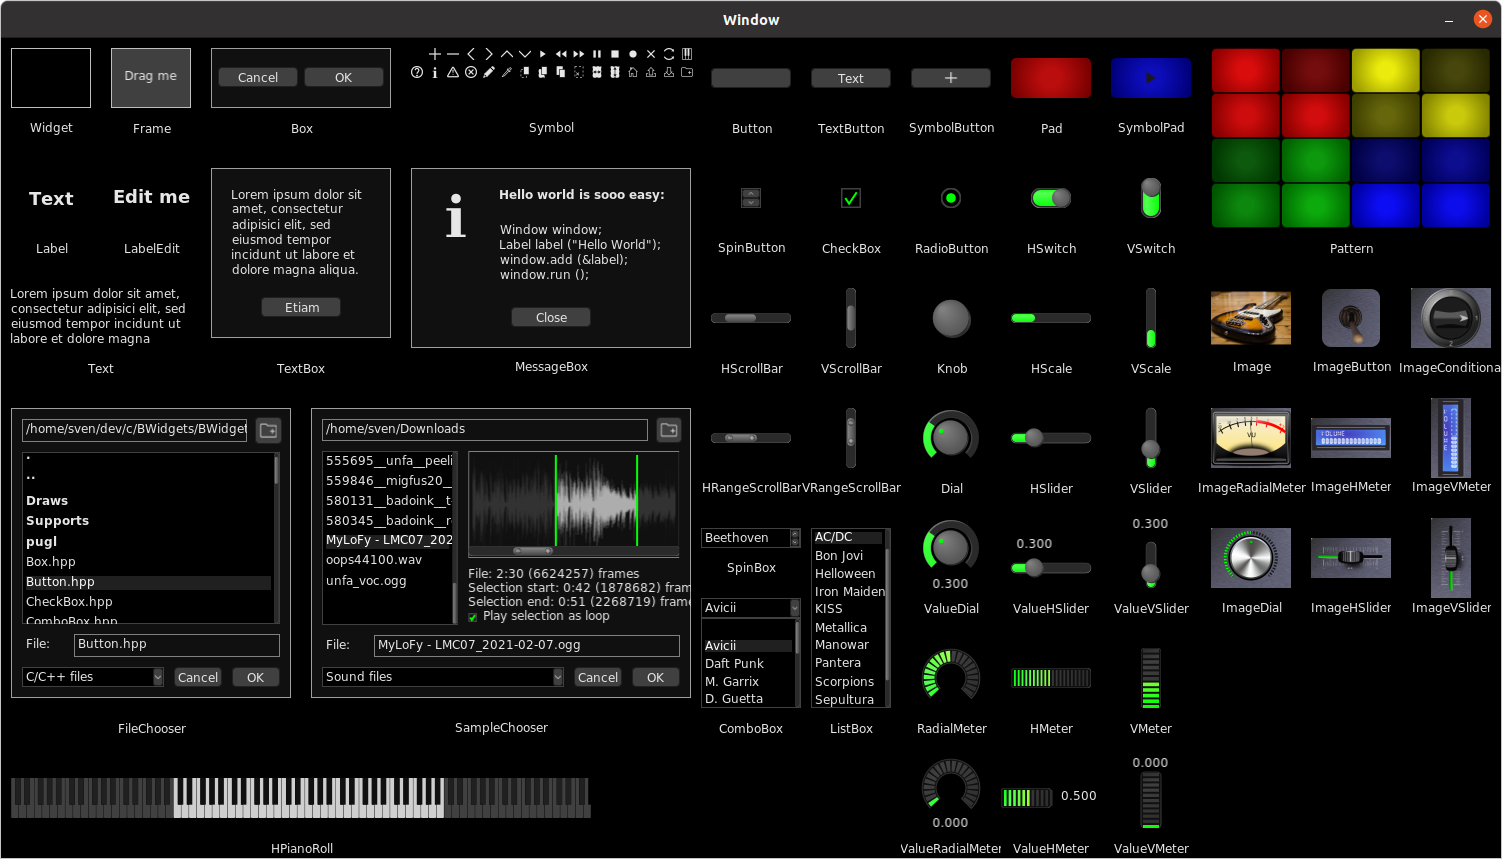 Window
Drag me
Cancel
OK
Widget
Frame
Box
Symbol
Text
Button
TextButton
SymbolButton
Pad
SymbolPad
Text
Edit me
Label
LabelEdit
Lorem ipsum dolor sit
amet, consectetur
adipisici elit, sed
eiusmod tempor
incidunt ut labore et
dolore magna aliqua.
Etiam
Hello world is sooo easy:
Window window;
Label label ("Hello World");
window.add (&label);
window.run ();
Close
SpinButton
CheckBox
RadioButton
HSwitch
VSwitch
Pattern
Lorem ipsum dolor sit amet,
consectetur adipisici elit, sed
eiusmod tempor incidunt ut
labore et dolore magna
Text
TextBox
MessageBox
HScrollBar
VScrollBar
Knob
HScale
VScale
Image
ImageButton
ImageConditiona
/home/sven/dev/c/BWidgets/BWidget
.
..
Draws
Supports
pugl
Box.hpp
Button.hpp
CheckBox.hpp
ComboBox.hpp
File:
Button.hpp
C/C++ files
Cancel
OK
FileChooser
/home/sven/Downloads
555695__unfa__peeli
559846__migfus20__
580131__badoink__t
580345__badoink__r
MyLoFy - LMC07_202
oops44100.wav
unfa_voc.ogg
File: 2:30 (6624257) frames
Selection start: 0:42 (1878682) fram
Selection end: 0:51 (2268719) frame
Play selection as loop
File:
MyLoFy - LMC07_2021-02-07.ogg
Sound files
Cancel
OK
SampleChooser
HRangeScrollBar
VRangeScrollBar
Dial
HSlider
VSlider
VU
VOLUME
VOLUME
ImageRadialMeter
ImageHMeter
ImageVMeter
Beethoven
SpinBox
Avicii
Avicii
Daft Punk
M. Garrix
D. Guetta
ComboBox
AC/DC
Bon Jovi
Helloween
Iron Maiden
KISS
Metallica
Manowar
Pantera
Scorpions
Sepultura
ListBox
0.300
ValueDial
0.300
ValueHSlider
0.300
ValueVSlider
ImageDial
ImageHSlider
ImageVSlider
RadialMeter
HMeter
VMeter
0.000
ValueRadialMeter
0.500
ValueHMeter
0.000
ValueVMeter
HPianoRoll